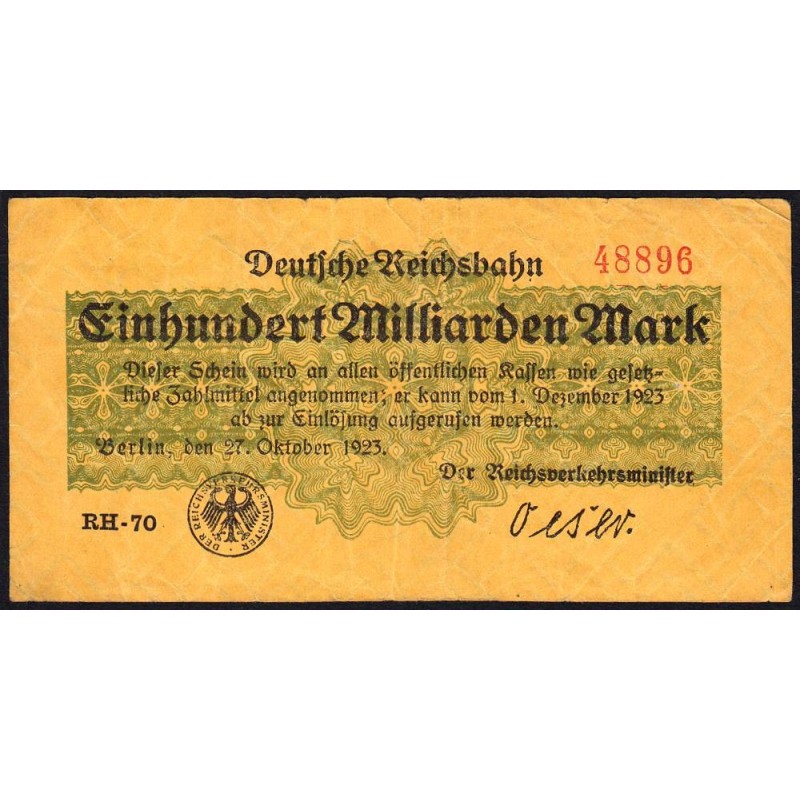 Deutsche Reichsbahn
48896
Einhundert Milliarden Mark
Dieser Schein wird an allen öffentlichen Kassen wie gesetz-
liche Zahlmittel angenommen; er kann vom 1. Dezember 1923
ab zur Einlösung aufgerufen werden.
Berlin, den 27. Oktober 1923.
Der Reichsverkehrsminister
RH-70
DER REICHSVERKEHRSMINISTER
Oeser.